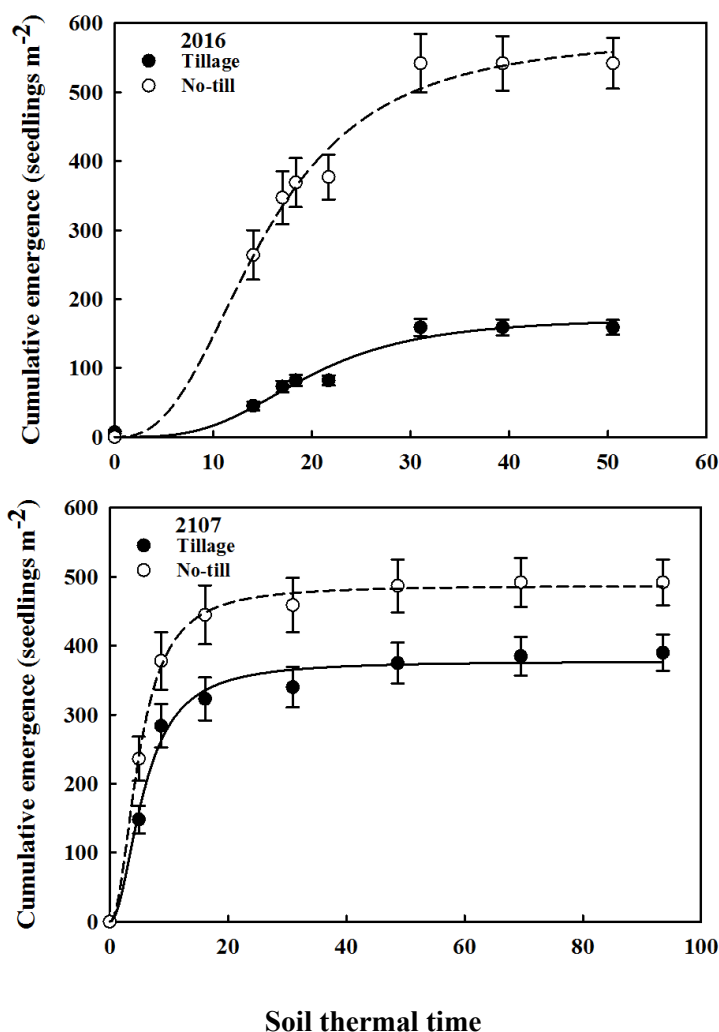 600
2016
Tillage
No-till
500
400
300
200
100
0
0 10 20 30 40 50 60
Cumulative emergence (seedlings m-2)
600
2107
Tillage
No-till
500
400
300
200
100
0
0 20 40 60 80 100
Cumulative emergence (seedlings m-2)
Soil thermal time